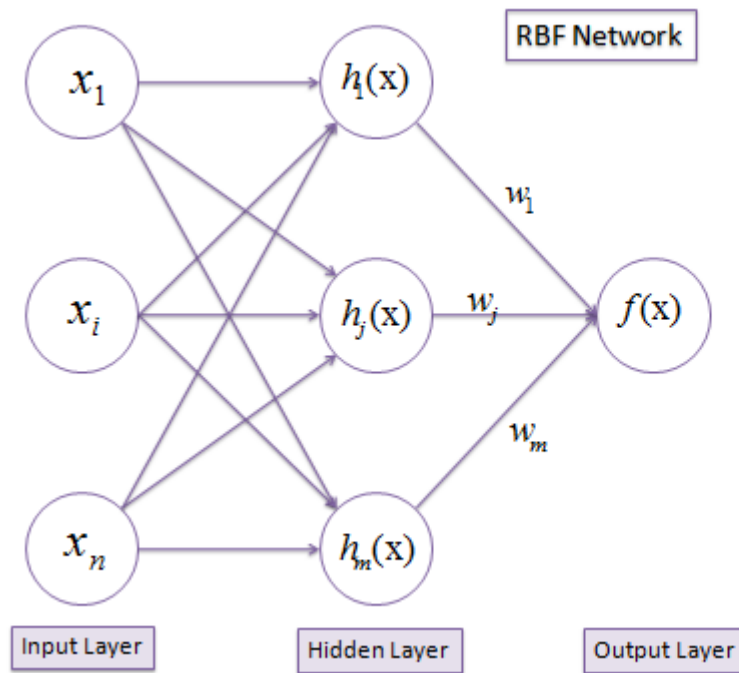 RBF Network
x₁
h₁(x)
w₁
xᵢ
hⱼ(x)
wⱼ
f(x)
wₘ
xₙ
hₘ(x)
Input Layer
Hidden Layer
Output Layer